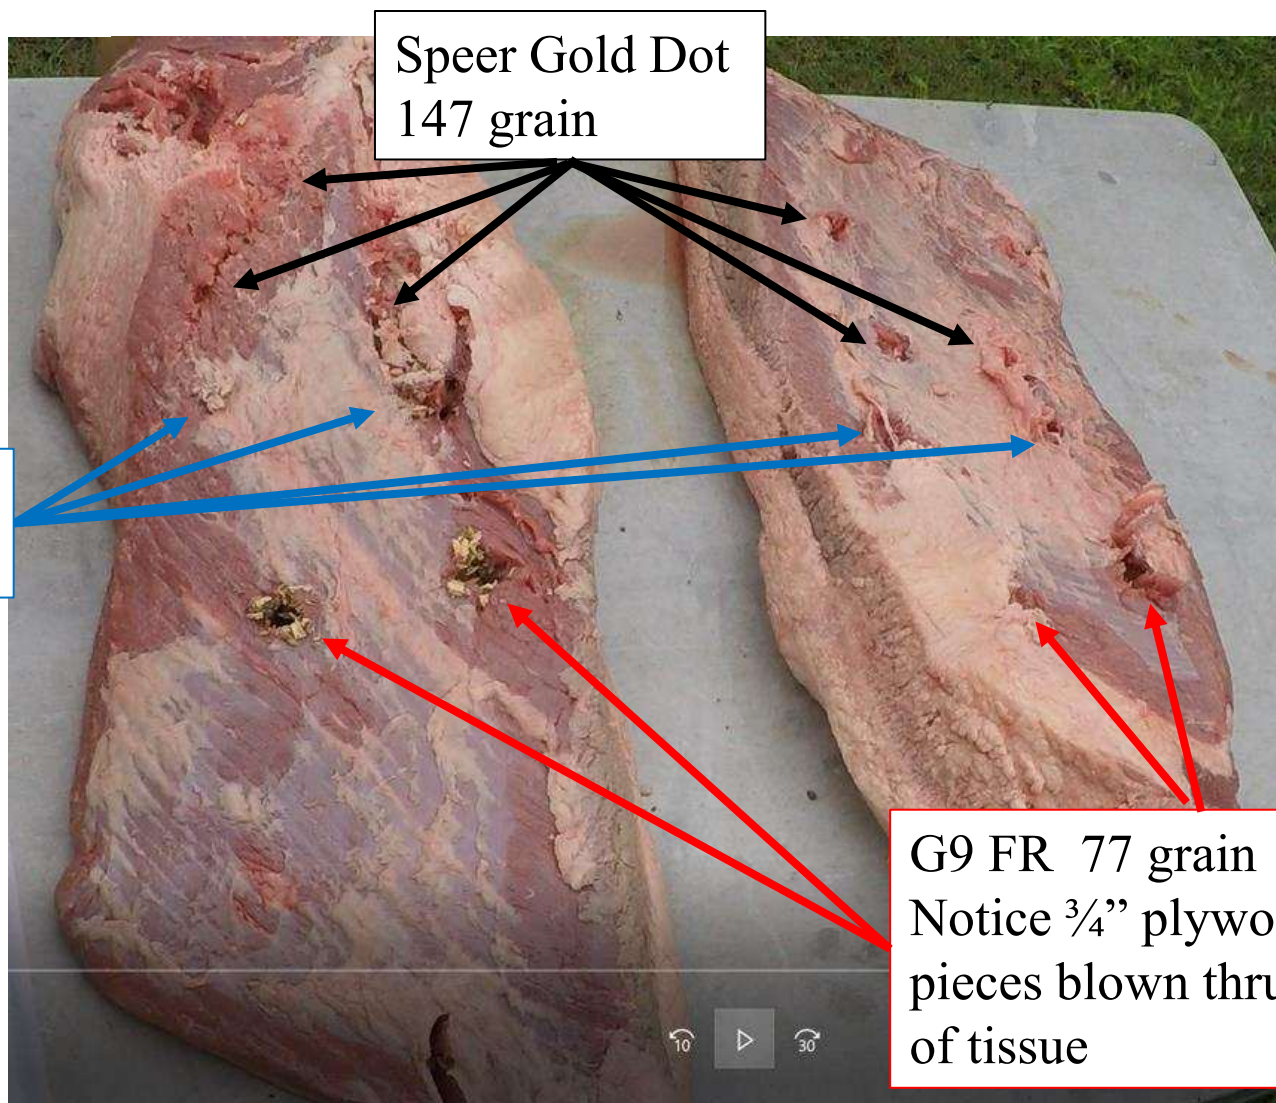 Speer Gold Dot
147 grain
G9 FR 77 grain
Notice ¾” plywo
pieces blown thru
of tissue
10
30